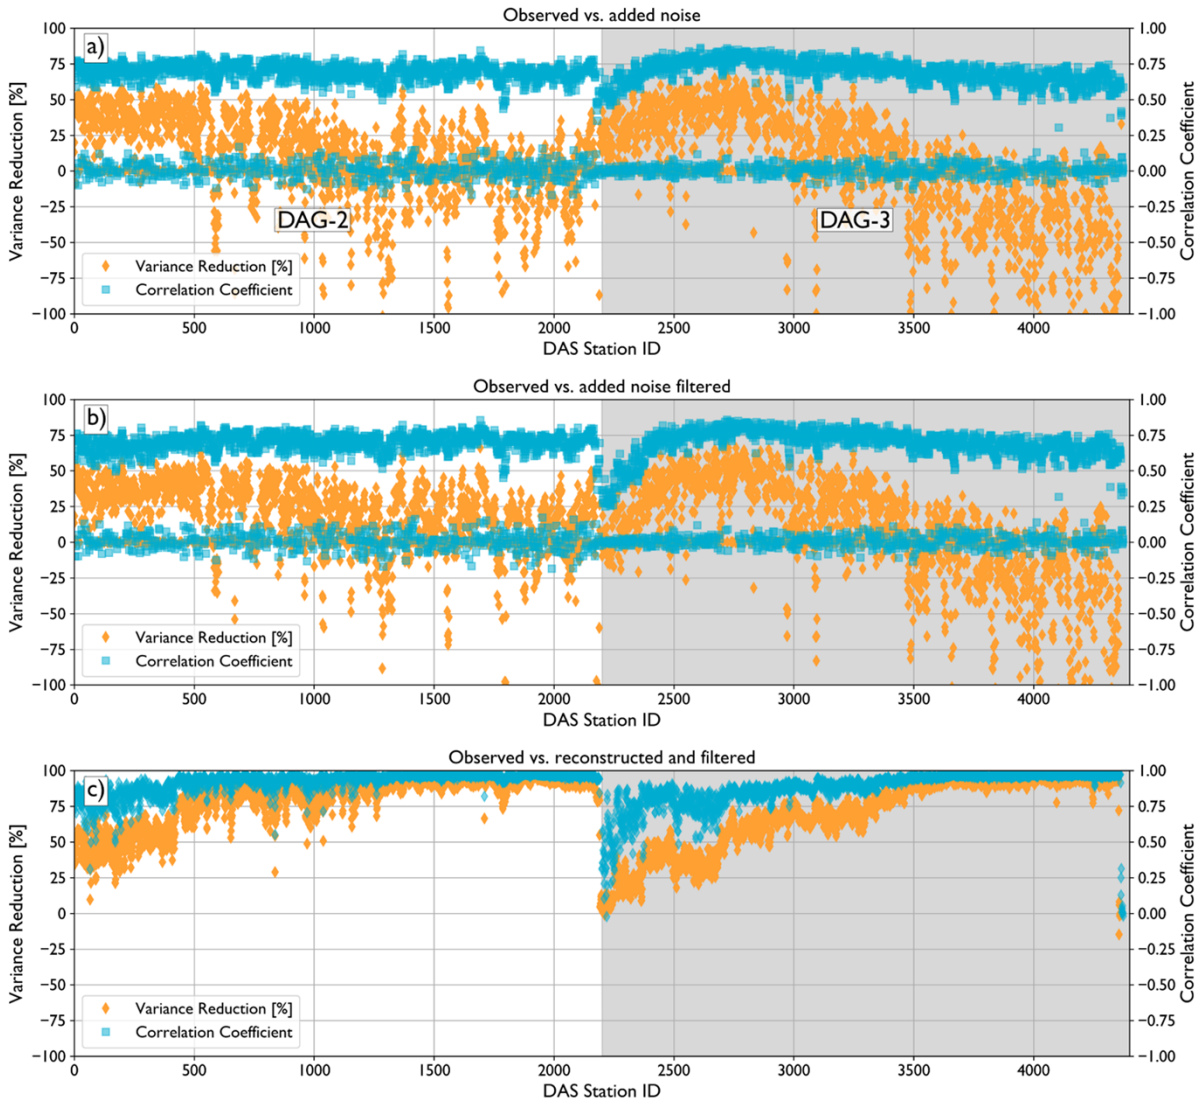 Observed vs. added noise
a)
100
75
50
25
0
−25
−50
−75
−100
Variance Reduction [%]
1.00
0.75
0.50
0.25
0.00
−0.25
−0.50
−0.75
−1.00
Correlation Coefficient
DAG-2
DAG-3
Variance Reduction [%]
Correlation Coefficient
0 500 1000 1500 2000 2500 3000 3500 4000
DAS Station ID
Observed vs. added noise filtered
b)
100
75
50
25
0
−25
−50
−75
−100
Variance Reduction [%]
1.00
0.75
0.50
0.25
0.00
−0.25
−0.50
−0.75
−1.00
Correlation Coefficient
Variance Reduction [%]
Correlation Coefficient
0 500 1000 1500 2000 2500 3000 3500 4000
DAS Station ID
Observed vs. reconstructed and filtered
c)
100
75
50
25
0
−25
−50
−75
−100
Variance Reduction [%]
1.00
0.75
0.50
0.25
0.00
−0.25
−0.50
−0.75
−1.00
Correlation Coefficient
Variance Reduction [%]
Correlation Coefficient
0 500 1000 1500 2000 2500 3000 3500 4000
DAS Station ID